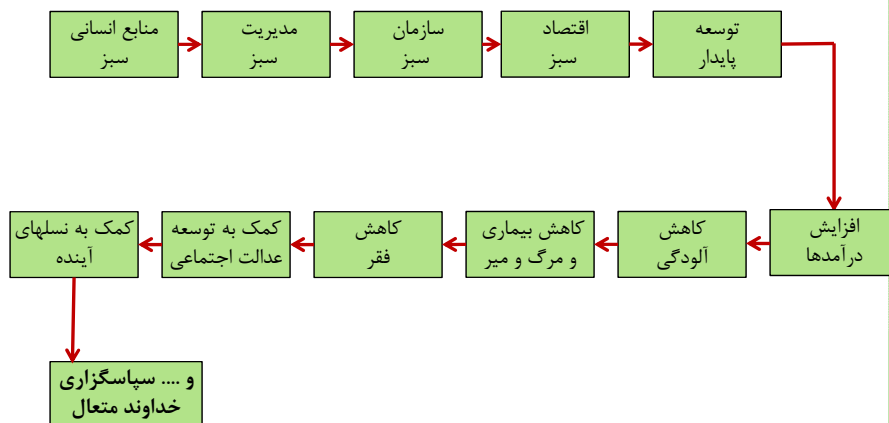 منابع انسانی
سبز
مدیریت
سبز
سازمان
سبز
اقتصاد
سبز
توسعه
پایدار
افزایش
درآمدها
کاهش
آلودگی
کاهش بیماری
و مرگ و میر
کاهش
فقر
کمک به توسعه
عدالت اجتماعی
کمک به نسلهای
آینده
و .... سپاسگزاری
خداوند متعال